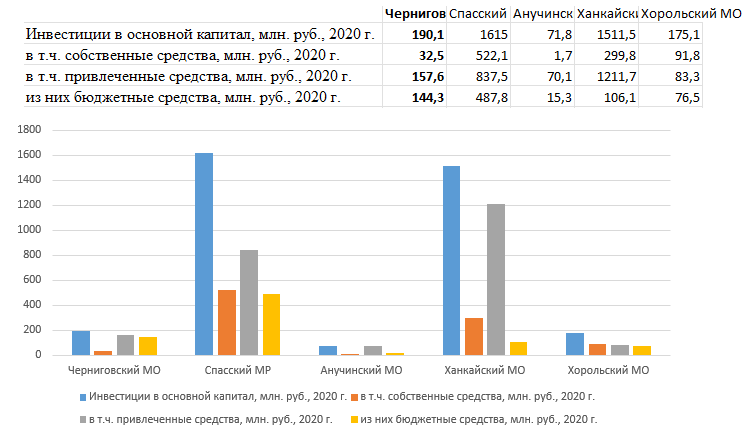 Чернигов Спасский Анучинск Ханкайски Хорольский МО
Инвестиции в основной капитал, млн. руб., 2020 г. 190,1 1615 71,8 1511,5 175,1
в т.ч. собственные средства, млн. руб., 2020 г. 32,5 522,1 1,7 299,8 91,8
в т.ч. привлеченные средства, млн. руб., 2020 г. 157,6 837,5 70,1 1211,7 83,3
из них бюджетные средства, млн. руб., 2020 г. 144,3 487,8 15,3 106,1 76,5
1800
1600
1400
1200
1000
800
600
400
200
0
Черниговский МО Спасский МР Анучинский МО Ханкайский МО Хорольский МО
Инвестиции в основной капитал, млн. руб., 2020 г. в т.ч. собственные средства, млн. руб., 2020 г.
в т.ч. привлеченные средства, млн. руб., 2020 г. из них бюджетные средства, млн. руб., 2020 г.